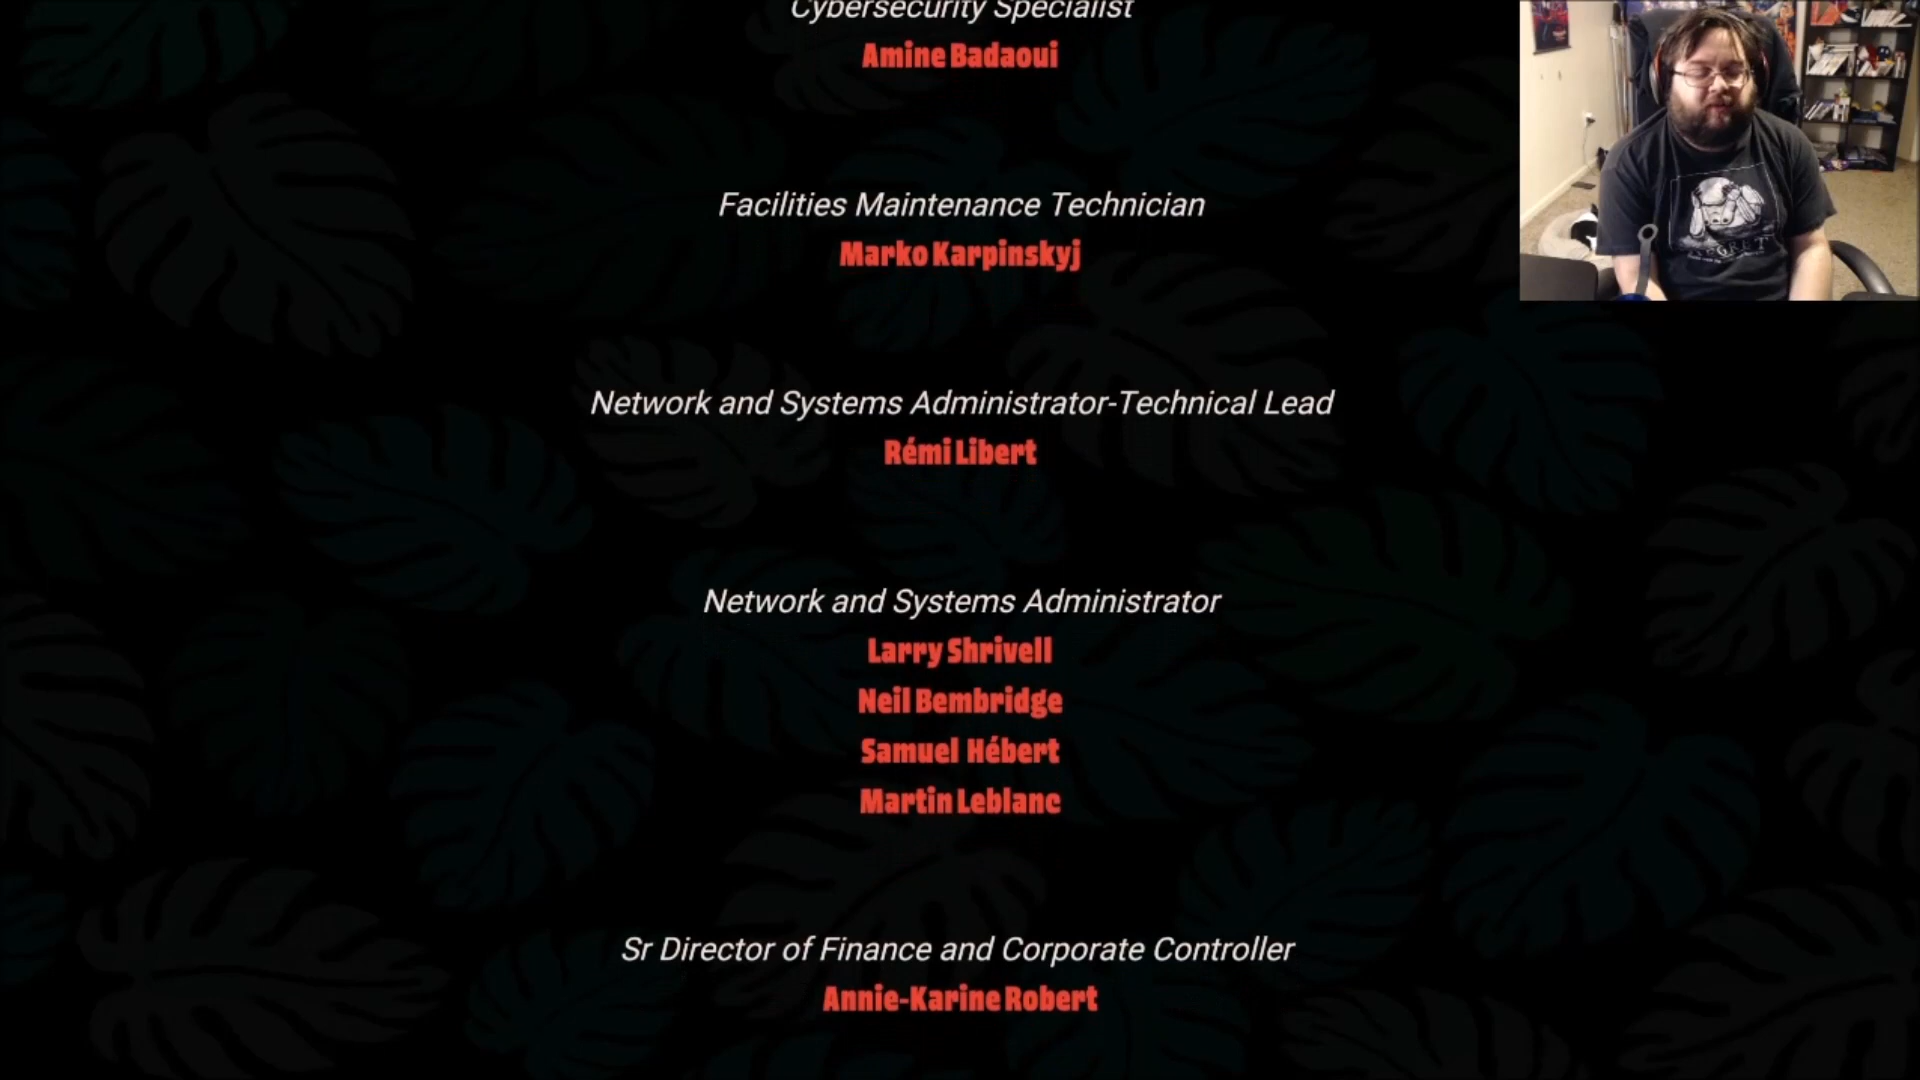 Cybersecurity Specialist
Amine Badaoui
Facilities Maintenance Technician
Marko Karpinskyj
Network and Systems Administrator-Technical Lead
Rémi Libert
Network and Systems Administrator
Larry Shrivell
Neil Bembridge
Samuel Hébert
Martin Leblanc
Sr Director of Finance and Corporate Controller
Annie-Karine Robert
REGRET